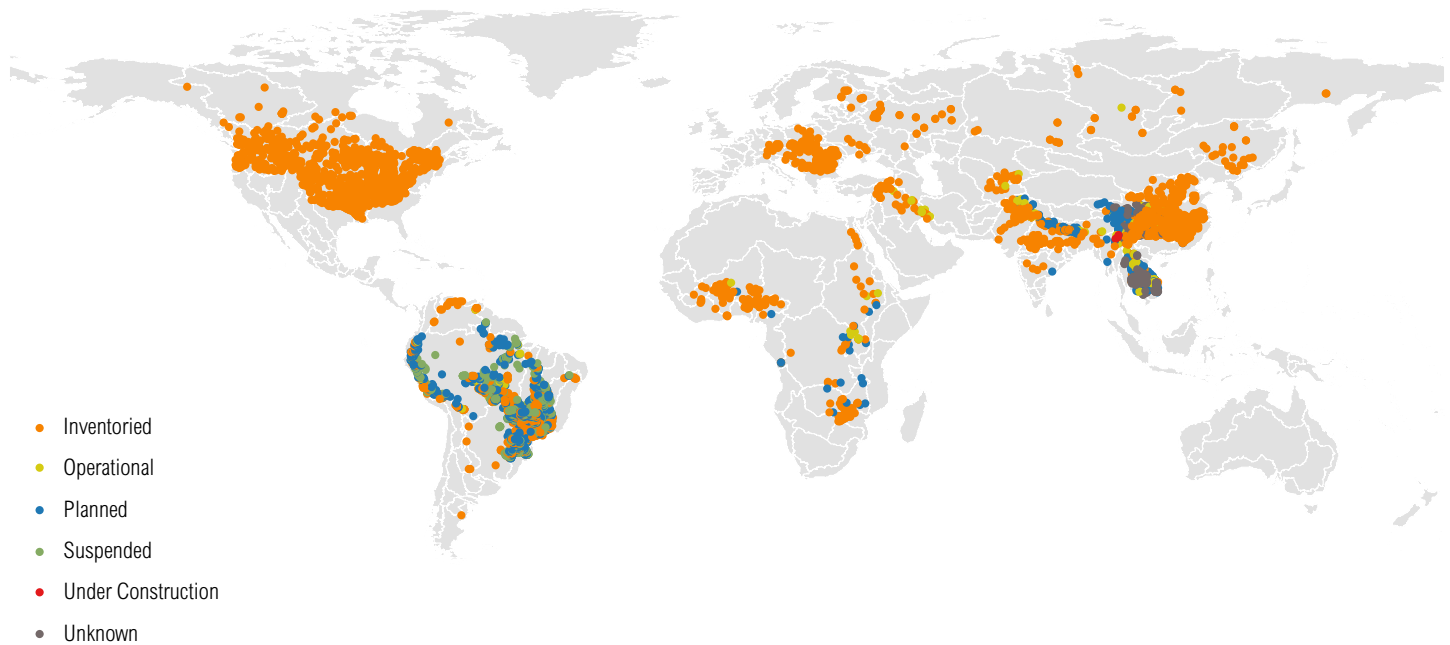 Inventoried
Operational
Planned
Suspended
Under Construction
Unknown